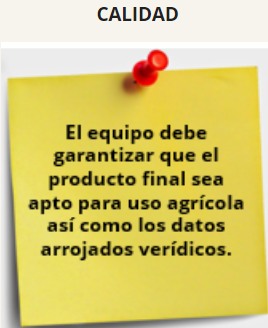 CALIDAD
El equipo debe
garantizar que el
producto final sea
apto para uso agrícola
así como los datos
arrojados verídicos.